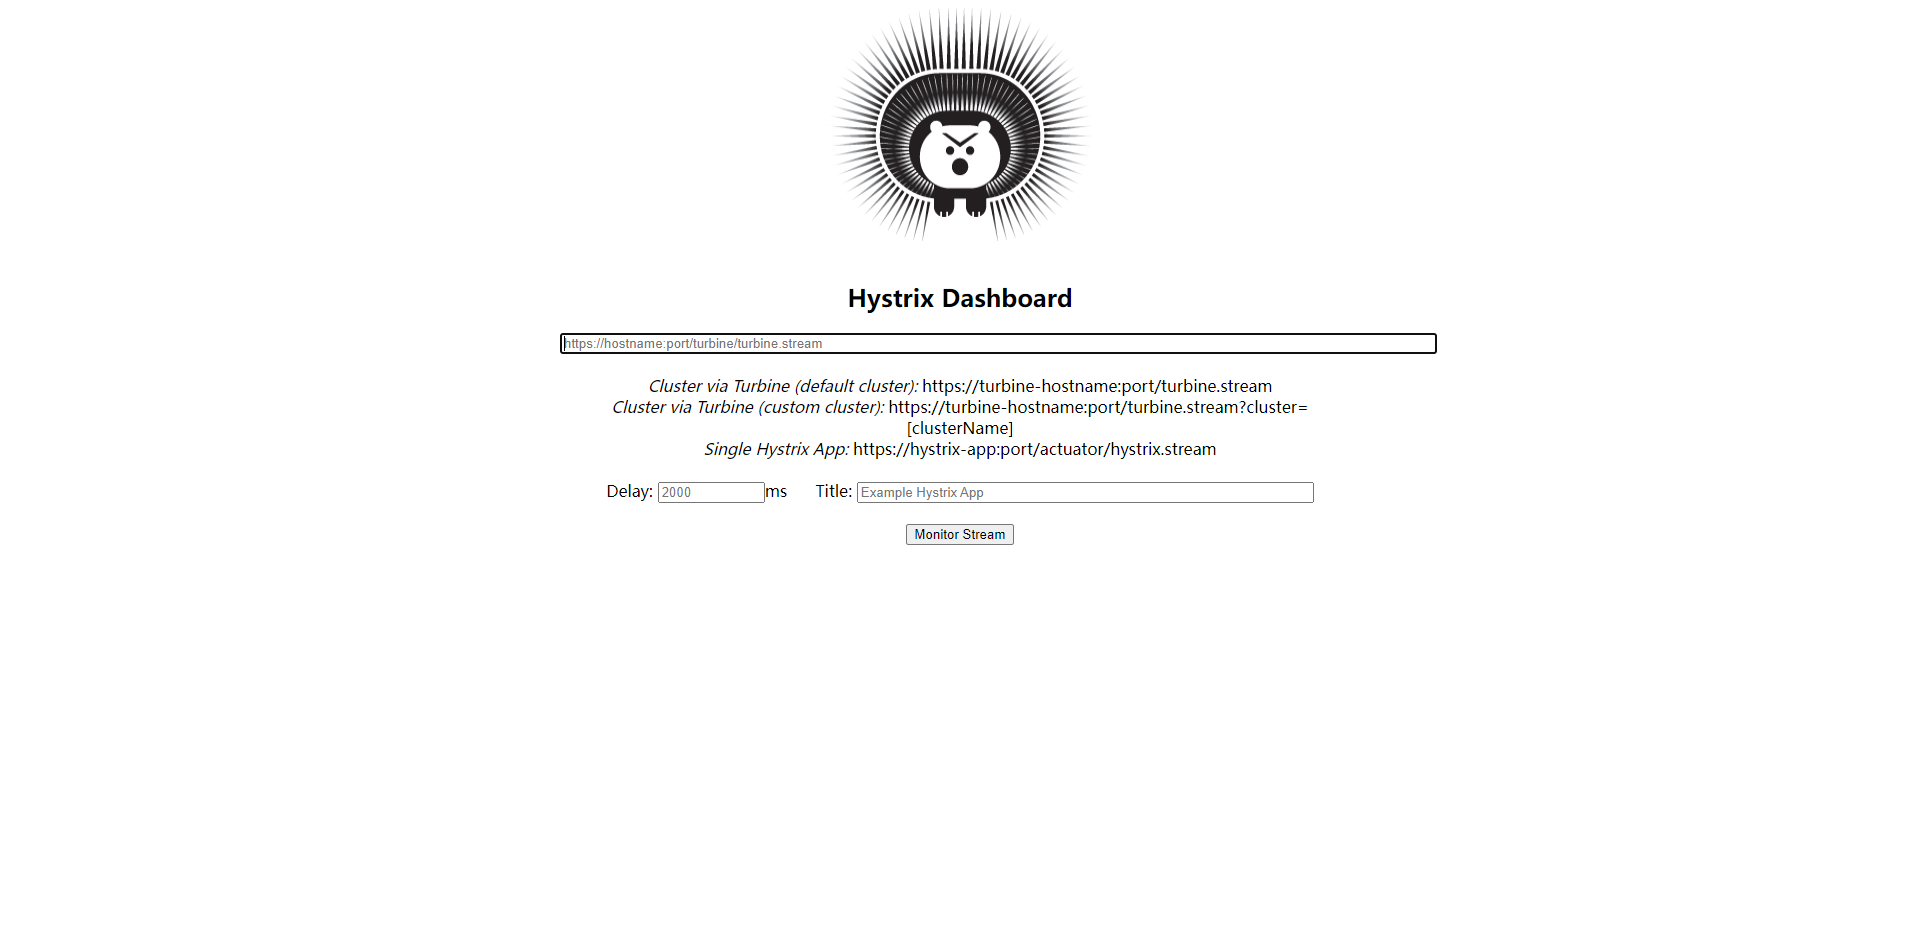 Hystrix Dashboard
https://hostname:port/turbine/turbine.stream
Cluster via Turbine (default cluster): https://turbine-hostname:port/turbine.stream
Cluster via Turbine (custom cluster): https://turbine-hostname:port/turbine.stream?cluster=
[clusterName]
Single Hystrix App: https://hystrix-app:port/actuator/hystrix.stream
Delay: 2000 ms Title: Example Hystrix App
Monitor Stream